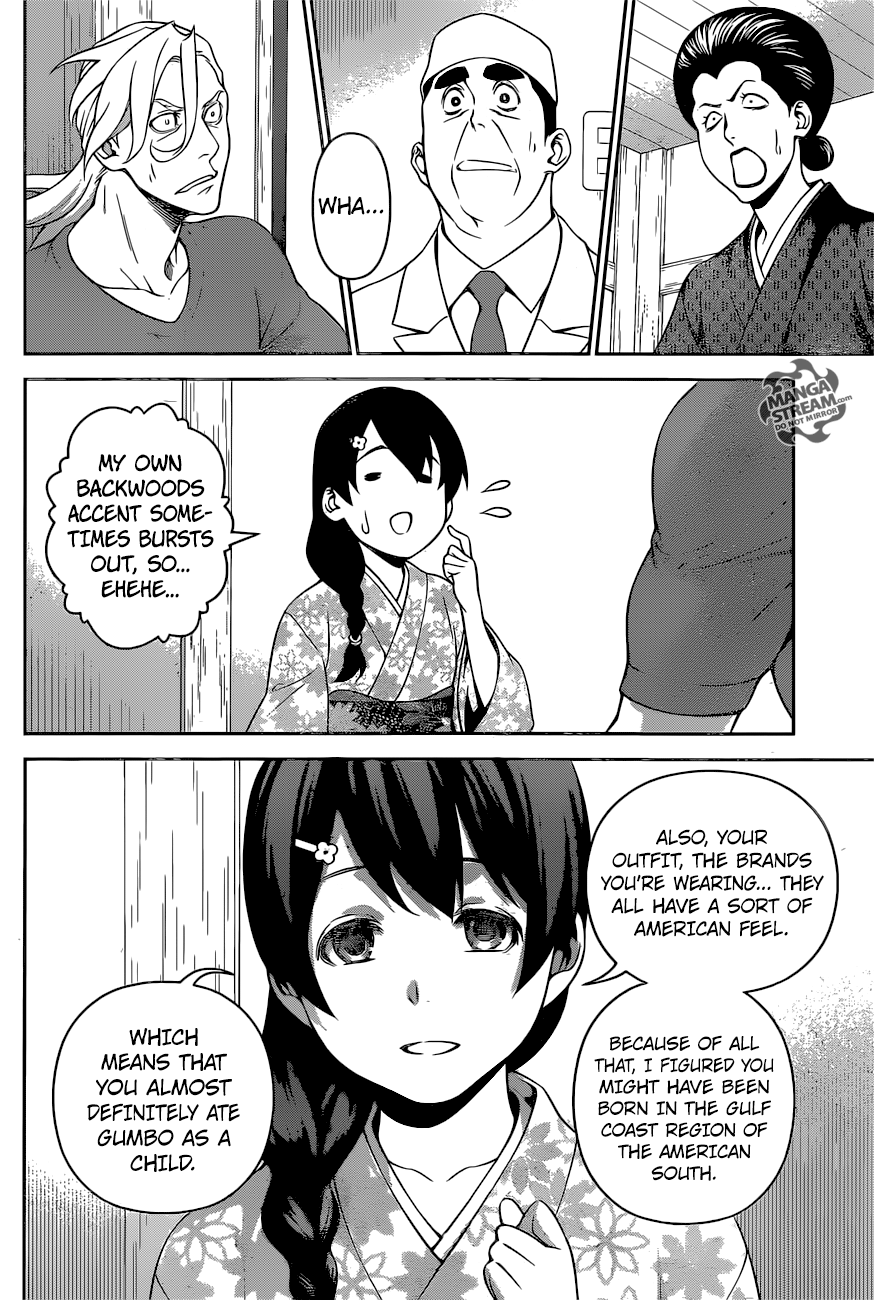 WHA...
MANGA
STREAM.com
DO NOT MIRROR
MY OWN
BACKWOODS
ACCENT SOME-
TIMES BURSTS
OUT, SO...
EHEHE...
ALSO, YOUR
OUTFIT, THE BRANDS
YOU'RE WEARING... THEY
ALL HAVE A SORT OF
AMERICAN FEEL.
BECAUSE OF ALL
THAT, I FIGURED YOU
MIGHT HAVE BEEN
BORN IN THE GULF
COAST REGION OF
THE AMERICAN
SOUTH.
WHICH
MEANS THAT
YOU ALMOST
DEFINITELY ATE
GUMBO AS A
CHILD.